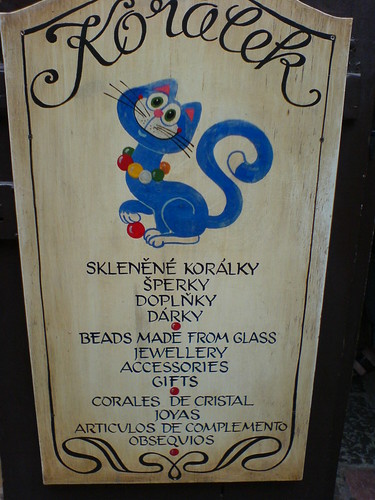 Korálek
SKLENĚNÉ KORÁLKY
ŠPERKY
DOPLŇKY
DÁRKY
BEADS MADE FROM GLASS
JEWELLERY
ACCESSORIES
GIFTS
CORALES DE CRISTAL
JOYAS
ARTICULOS DE COMPLEMENTO
OBSEQUIOS